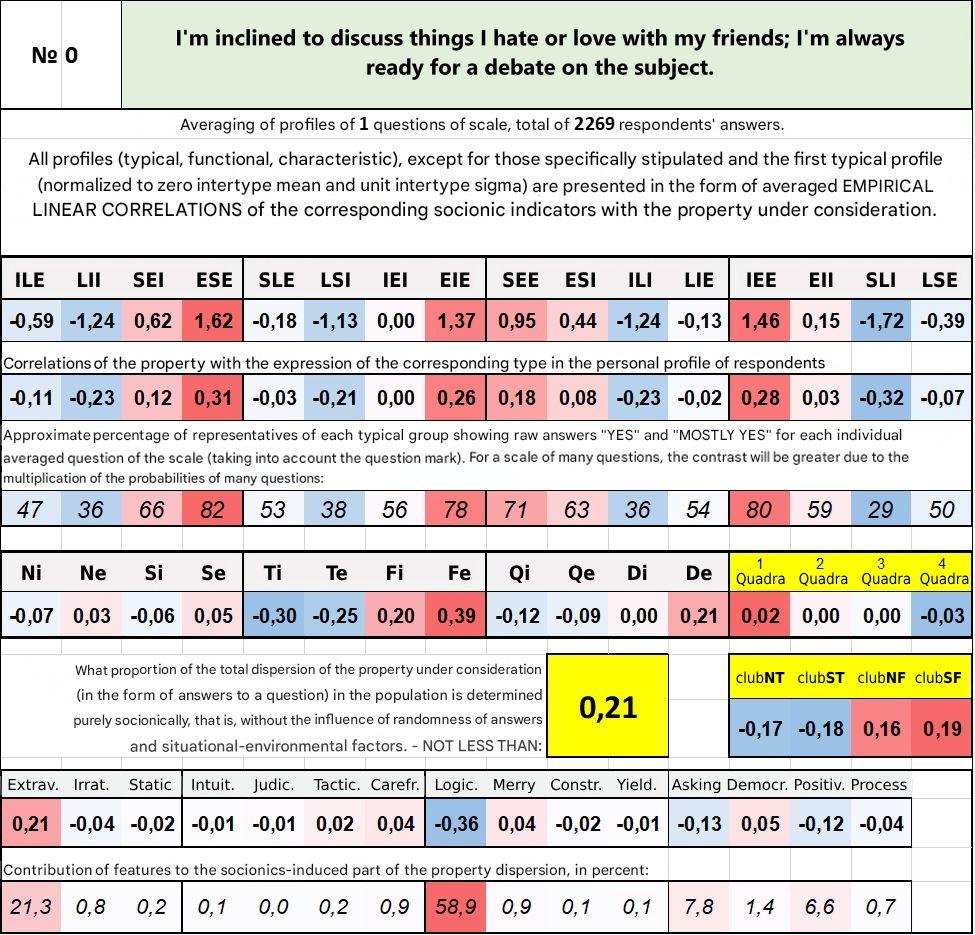 № 0
I'm inclined to discuss things I hate or love with my friends; I'm always
ready for a debate on the subject.
Averaging of profiles of 1 questions of scale, total of 2269 respondents' answers.
All profiles (typical, functional, characteristic), except for those specifically stipulated and the first typical profile
(normalized to zero intertype mean and unit intertype sigma) are presented in the form of averaged EMPIRICAL
LINEAR CORRELATIONS of the corresponding socionic indicators with the property under consideration.
ILE LII SEI ESE SLE LSI IEI EIE SEE ESI ILI LIE IEE EII SLI LSE
-0,59 -1,24 0,62 1,62 -0,18 -1,13 0,00 1,37 0,95 0,44 -1,24 -0,13 1,46 0,15 -1,72 -0,39
Correlations of the property with the expression of the corresponding type in the personal profile of respondents
-0,11 -0,23 0,12 0,31 -0,03 -0,21 0,00 0,26 0,18 0,08 -0,23 -0,02 0,28 0,03 -0,32 -0,07
Approximate percentage of representatives of each typical group showing raw answers "YES" and "MOSTLY YES" for each individual
averaged question of the scale (taking into account the question mark). For a scale of many questions, the contrast will be greater due to the
multiplication of the probabilities of many questions:
47 36 66 82 53 38 56 78 71 63 36 54 80 59 29 50
Ni Ne Si Se Ti Te Fi Fe Qi Qe Di De 1 Quadra 2 Quadra 3 Quadra 4 Quadra
-0,07 0,03 -0,06 0,05 -0,30 -0,25 0,20 0,39 -0,12 -0,09 0,00 0,21 0,02 0,00 0,00 -0,03
What proportion of the total dispersion of the property under consideration
(in the form of answers to a question) in the population is determined
purely socionically, that is, without the influence of randomness of answers
and situational-environmental factors. - NOT LESS THAN:
0,21
clubNT clubST clubNF clubSF
-0,17 -0,18 0,16 0,19
Extrav. Irrat. Static Intuit. Judic. Tactic. Carefr. Logic. Merry Constr. Yield. Asking Democr. Positiv. Process
0,21 -0,04 -0,02 -0,01 -0,01 0,02 0,04 -0,36 0,04 -0,02 -0,01 -0,13 0,05 -0,12 -0,04
Contribution of features to the socionics-induced part of the property dispersion, in percent:
21,3 0,8 0,2 0,1 0,0 0,2 0,9 58,9 0,9 0,1 0,1 7,8 1,4 6,6 0,7